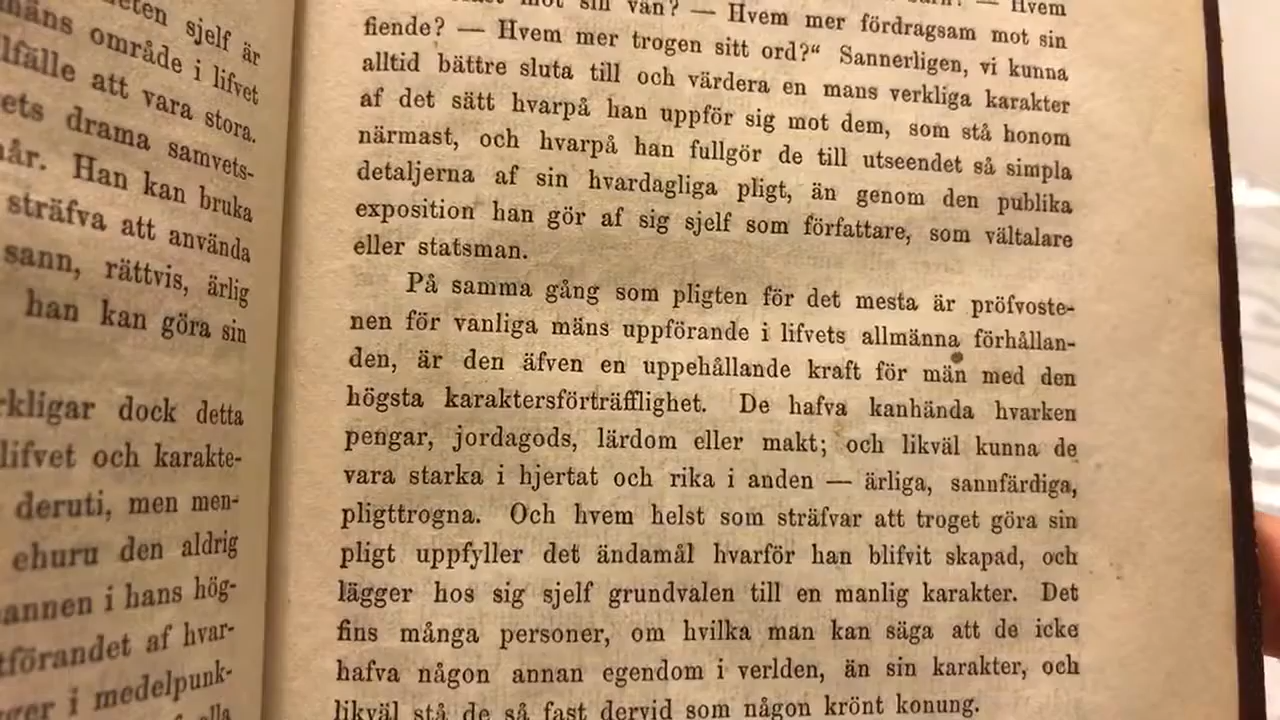 sjelf är
mäns område i lifvet
att vara stora.
drama samvets-
Han kan bruka
sträfva att använda
sann, rättvis, ärlig
han kan göra sin
dock detta
lifvet och karakte-
deruti, men men-
ehuru den aldrig
i hans hög-
af hvar-
i medelpunk-
alla
mot sin vän? — Hvem mer fördragsam mot sin
fiende? — Hvem mer trogen sitt ord?“ Sannerligen, vi kunna
alltid bättre sluta till och värdera en mans verkliga karakter
af det sätt hvarpå han uppför sig mot dem, som stå honom
närmast, och hvarpå han fullgör de till utseendet så simpla
detaljerna af sin hvardagliga pligt, än genom den publika
exposition han gör af sig sjelf som författare, som vältalare
eller statsman.
På samma gång som pligten för det mesta är pröfvoste-
nen för vanliga mäns uppförande i lifvets allmänna förhållan-
den, är den äfven en uppehållande kraft för män med den
högsta karaktersförträfflighet. De hafva kanhända hvarken
pengar, jordagods, lärdom eller makt; och likväl kunna de
vara starka i hjertat och rika i anden — ärliga, sannfärdiga,
pligttrogna. Och hvem helst som sträfvar att troget göra sin
pligt uppfyller det ändamål hvarför han blifvit skapad, och
lägger hos sig sjelf grundvalen till en manlig karakter. Det
fins många personer, om hvilka man kan säga att de icke
hafva någon annan egendom i verlden, än sin karakter, och
likväl stå de så fast dervid som någon krönt konung.